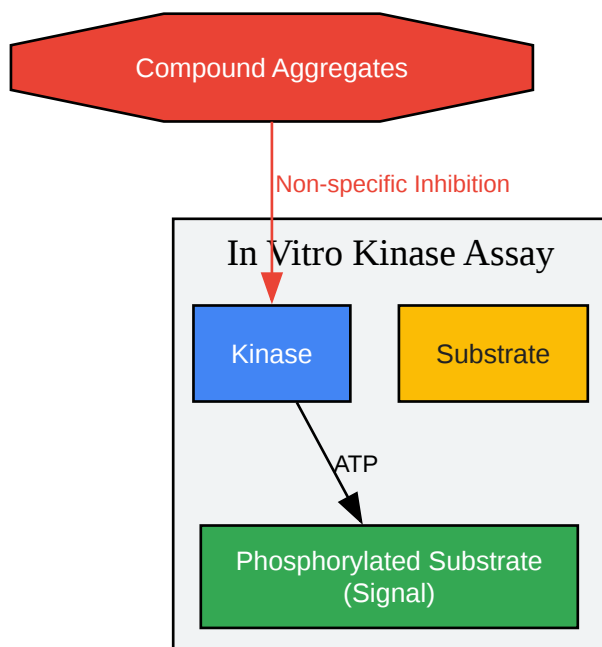 Compound Aggregates
Non-specific Inhibition
In Vitro Kinase Assay
Kinase
Substrate
ATP
Phosphorylated Substrate
(Signal)